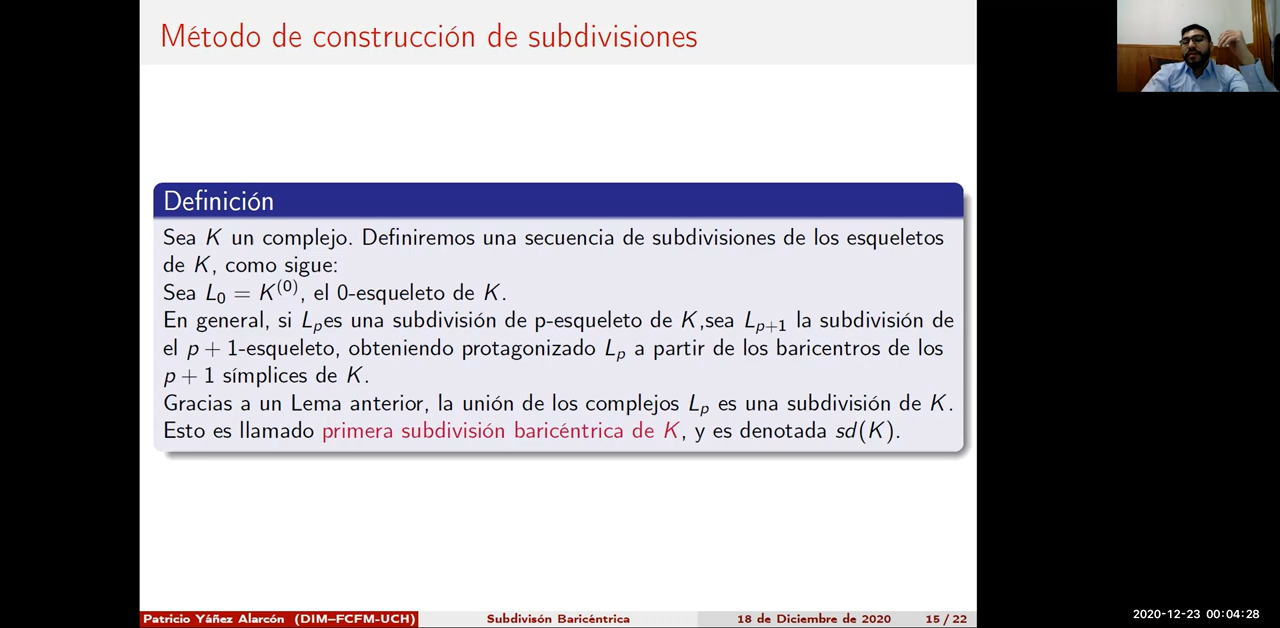 Método de construcción de subdivisiones
Definición
Sea K un complejo. Definiremos una secuencia de subdivisiones de los esqueletos
de K, como sigue:
Sea L₀ = K⁽⁰⁾, el 0-esqueleto de K.
En general, si Lₚes una subdivisión de p-esqueleto de K,sea Lₚ₊₁ la subdivisión de
el p + 1-esqueleto, obteniendo protagonizado Lₚ a partir de los baricentros de los
p + 1 símplices de K.
Gracias a un Lema anterior, la unión de los complejos Lₚ es una subdivisión de K.
Esto es llamado primera subdivisión baricéntrica de K, y es denotada sd(K).
Patricio Yáñez Alarcón (DIM–FCFM-UCH) Subdivisón Baricéntrica 18 de Diciembre de 2020 15 / 22
2020-12-23 00:04:28